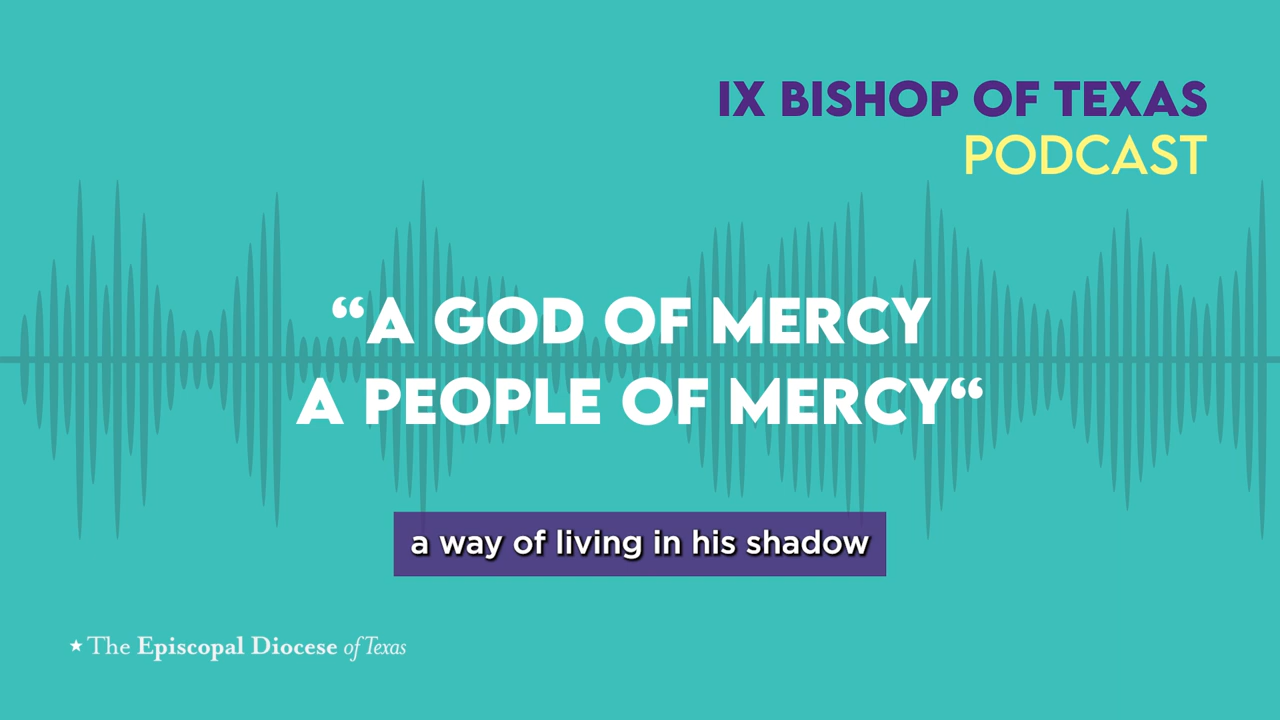 IX BISHOP OF TEXAS
PODCAST
“A GOD OF MERCY
A PEOPLE OF MERCY“
a way of living in his shadow
The Episcopal Diocese of Texas